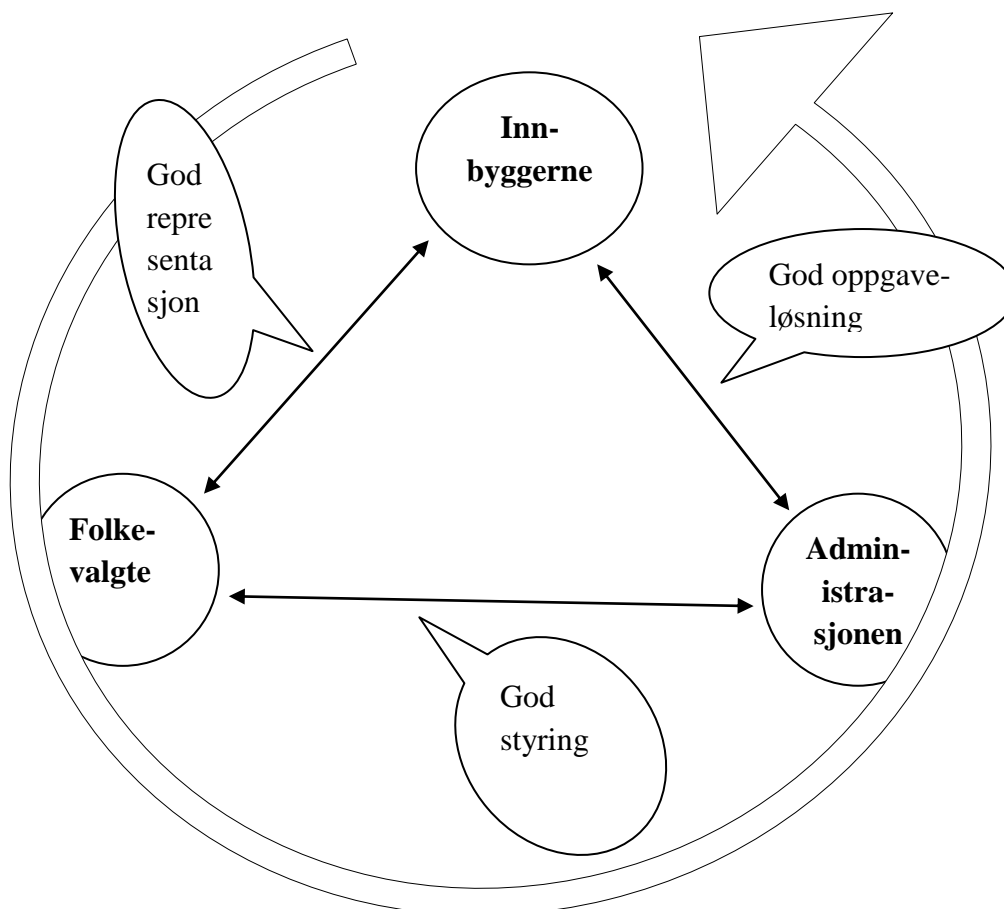 Inn-
byggerne
God
repre
senta
sjon
God oppgave-
løsning
Folke-
valgte
Admin-
istra-
sjonen
God
styring